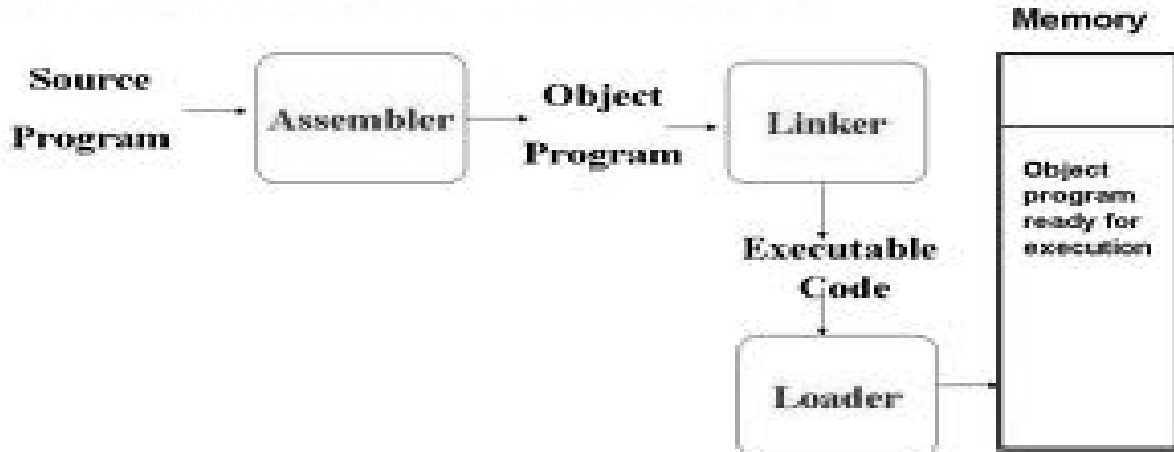 Memory
Source
Program
Assembler
Object
Program
Linker
Object
program
ready for
execution
Executable
Code
Loader